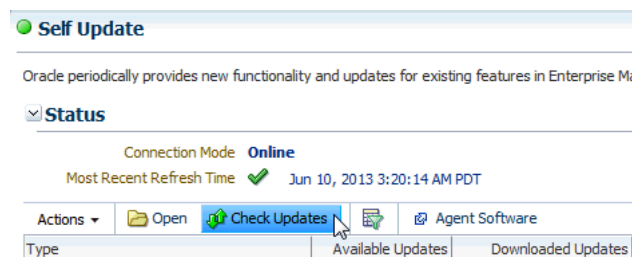 Self Update
Oracle periodically provides new functionality and updates for existing features in Enterprise
Status
Connection Mode Online
Most Recent Refresh Time Jun 10, 2013 3:20:14 AM PDT
Actions Open Check Updates Agent Software
Type Available Updates Downloaded Updates